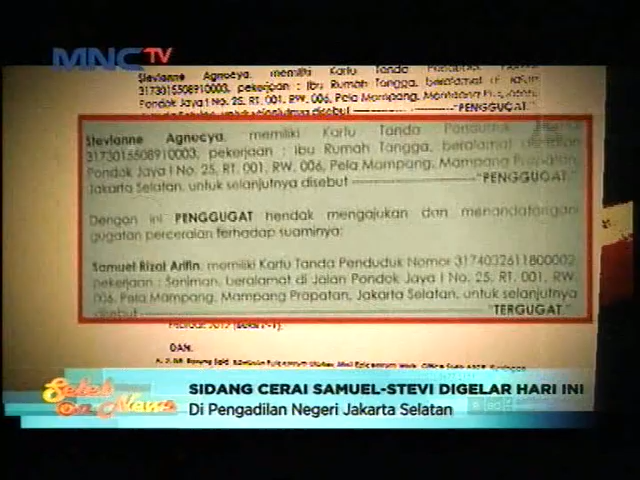 MNCTV
Stevianne Agnecya, memiliki Kartu Tanda
3173015508910003, pekerjaan : Ibu Rumah Tangga, beralamat di Jalan
Pondok Jaya I No. 25, RT. 001, RW. 006, Pela Mampang, Mampang
"PENGGUGAT"
Stevianne Agnecya, memiliki Kartu Tanda Penduduk
3173015508910003, pekerjaan : Ibu Rumah Tangga, beralamat
Pondok Jaya I No. 25, RT. 001, RW. 006, Pela Mampang, Mampang Prapatan,
Jakarta Selatan, untuk selanjutnya disebut "PENGGUGAT."
Dengan ini PENGGUGAT hendak mengajukan dan menandatangani
gugatan perceraian terhadap suaminya:
Samuel Rizal Arifin, memiliki Kartu Tanda Penduduk Nomor 3174032611800002,
pekerjaan : Seniman, beralamat di Jalan Pondok Jaya I No. 25, RT. 001, RW.
006, Pela Mampang, Mampang Prapatan, Jakarta Selatan, untuk selanjutnya
disebut "TERGUGAT."
DAN.
Seleb
On News
SIDANG CERAI SAMUEL-STEVI DIGELAR HARI INI
Di Pengadilan Negeri Jakarta Selatan